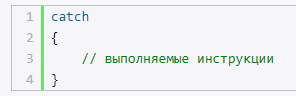 1 catch
2 {
3 // выполняемые инструкции
4 }